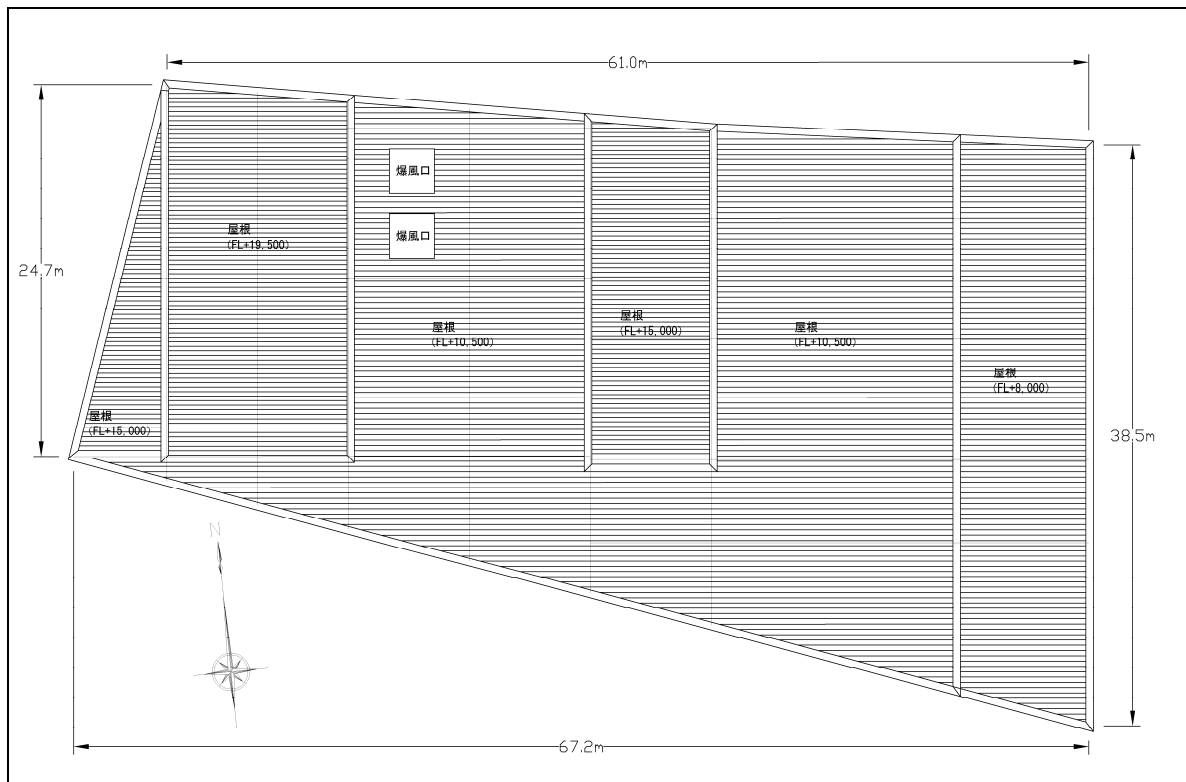 61.0m
爆風口
爆風口
屋根
(FL+19,500)
24.7m
屋根
(FL+15,000)
屋根
(FL+10,500)
屋根
(FL+10,500)
屋根
(FL+8,000)
屋根
(FL+15,000)
38.5m
N
67.2m